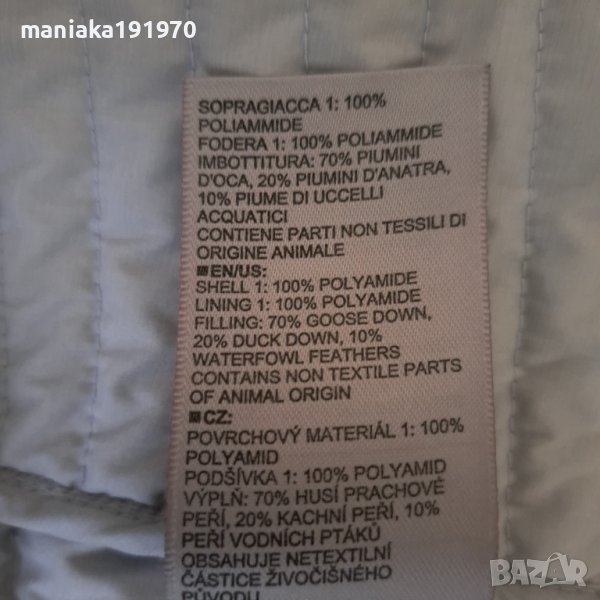 maniaka191970
SOPRAGIACCA 1: 100%
POLIAMMIDE
FODERA 1: 100% POLIAMMIDE
IMBOTTITURA: 70% PIUMINI
D'OCA, 20% PIUMINI D'ANATRA,
10% PIUME DI UCCELLI
ACQUATICI
CONTIENE PARTI NON TESSILI DI
ORIGINE ANIMALE
EN/US:
SHELL 1: 100% POLYAMIDE
LINING 1: 100% POLYAMIDE
FILLING: 70% GOOSE DOWN,
20% DUCK DOWN, 10%
WATERFOWL FEATHERS
CONTAINS NON TEXTILE PARTS
OF ANIMAL ORIGIN
CZ:
POVRCHOVÝ MATERIÁL 1: 100%
POLYAMID
PODŠÍVKA 1: 100% POLYAMID
VÝPLŇ: 70% HUSÍ PRACHOVÉ
PEŘÍ, 20% KACHNÍ PEŘÍ, 10%
PEŘÍ VODNÍCH PTÁKŮ
OBSAHUJE NETEXTILNÍ
ČÁSTICE ŽIVOČIŠNÉHO
PŮVODU
BAZAR